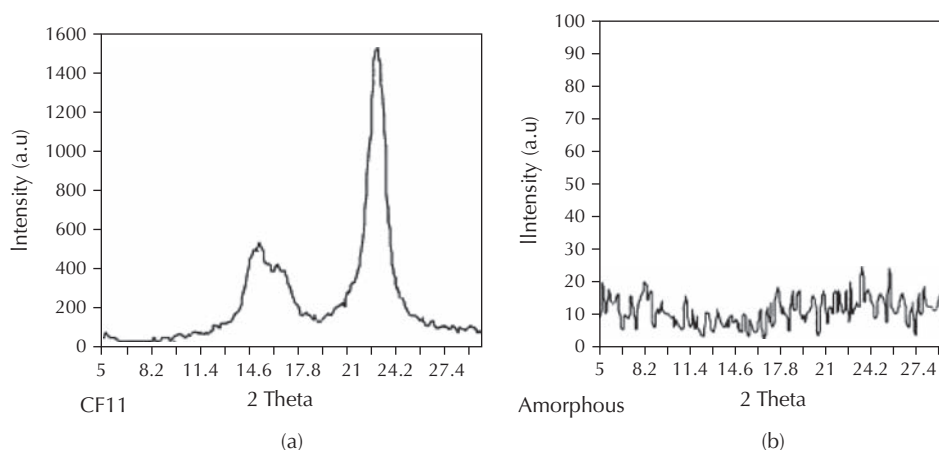 1600
1400
1200
1000
800
600
400
200
0
Intensity (a.u)
5 8.2 11.4 14.6 17.8 21 24.2 27.4
2 Theta
CF11
(a)
100
90
80
70
60
50
40
30
20
10
0
IIntensity (a.u)
5 8.2 11.4 14.6 17.8 21 24.2 27.4
2 Theta
Amorphous
(b)